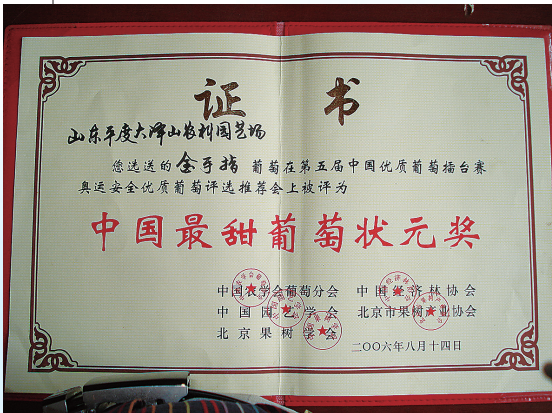 证书
山东平度大泽山农科园艺场
您选送的金手指葡萄在第五届中国优质葡萄擂台赛
奥运安全优质葡萄评选推荐会上被评为
中国最甜葡萄状元奖
中国农学会葡萄分会 中国经济林协会
中国园艺学会 北京市果树产业协会
北京果树学会
二〇〇六年八月十四日